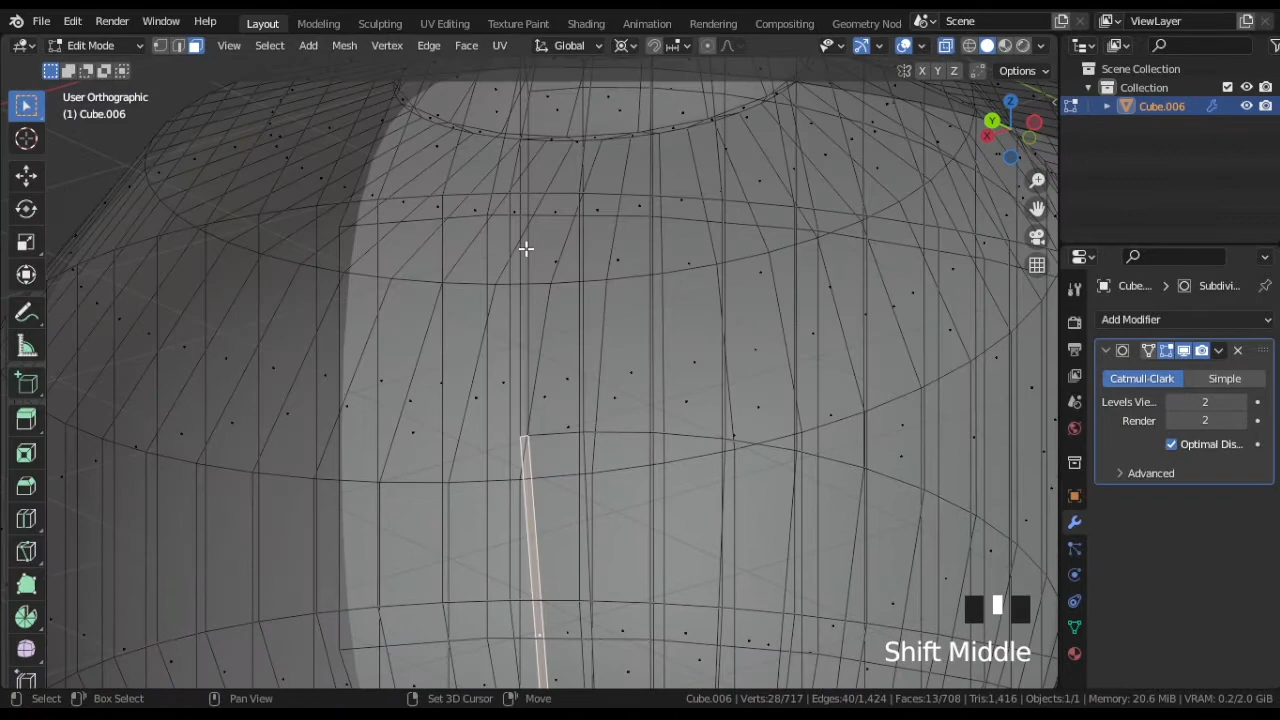 File Edit Render Window Help Layout Modeling Sculpting UV Editing Texture Paint Shading Animation Rendering Compositing Geometry Nod Scene ViewLayer
Edit Mode View Select Add Mesh Vertex Edge Face UV Global
X Y Z Options
User Orthographic
(1) Cube.006
Z
Y
X
Scene Collection
Collection
Cube.006
Cube.... Subdivi...
Add Modifier
Catmull-Clark Simple
Levels Vie... 2
Render 2
Optimal Dis...
Advanced
Shift Middle
Select Box Select Pan View Set 3D Cursor Move Cube.006 | Verts:28/717 | Edges:40/1,424 | Faces:13/708 | Tris:1,416 | Objects:1/1 | Memory: 20.6 MiB | VRAM: 0.2/2.0 GiB